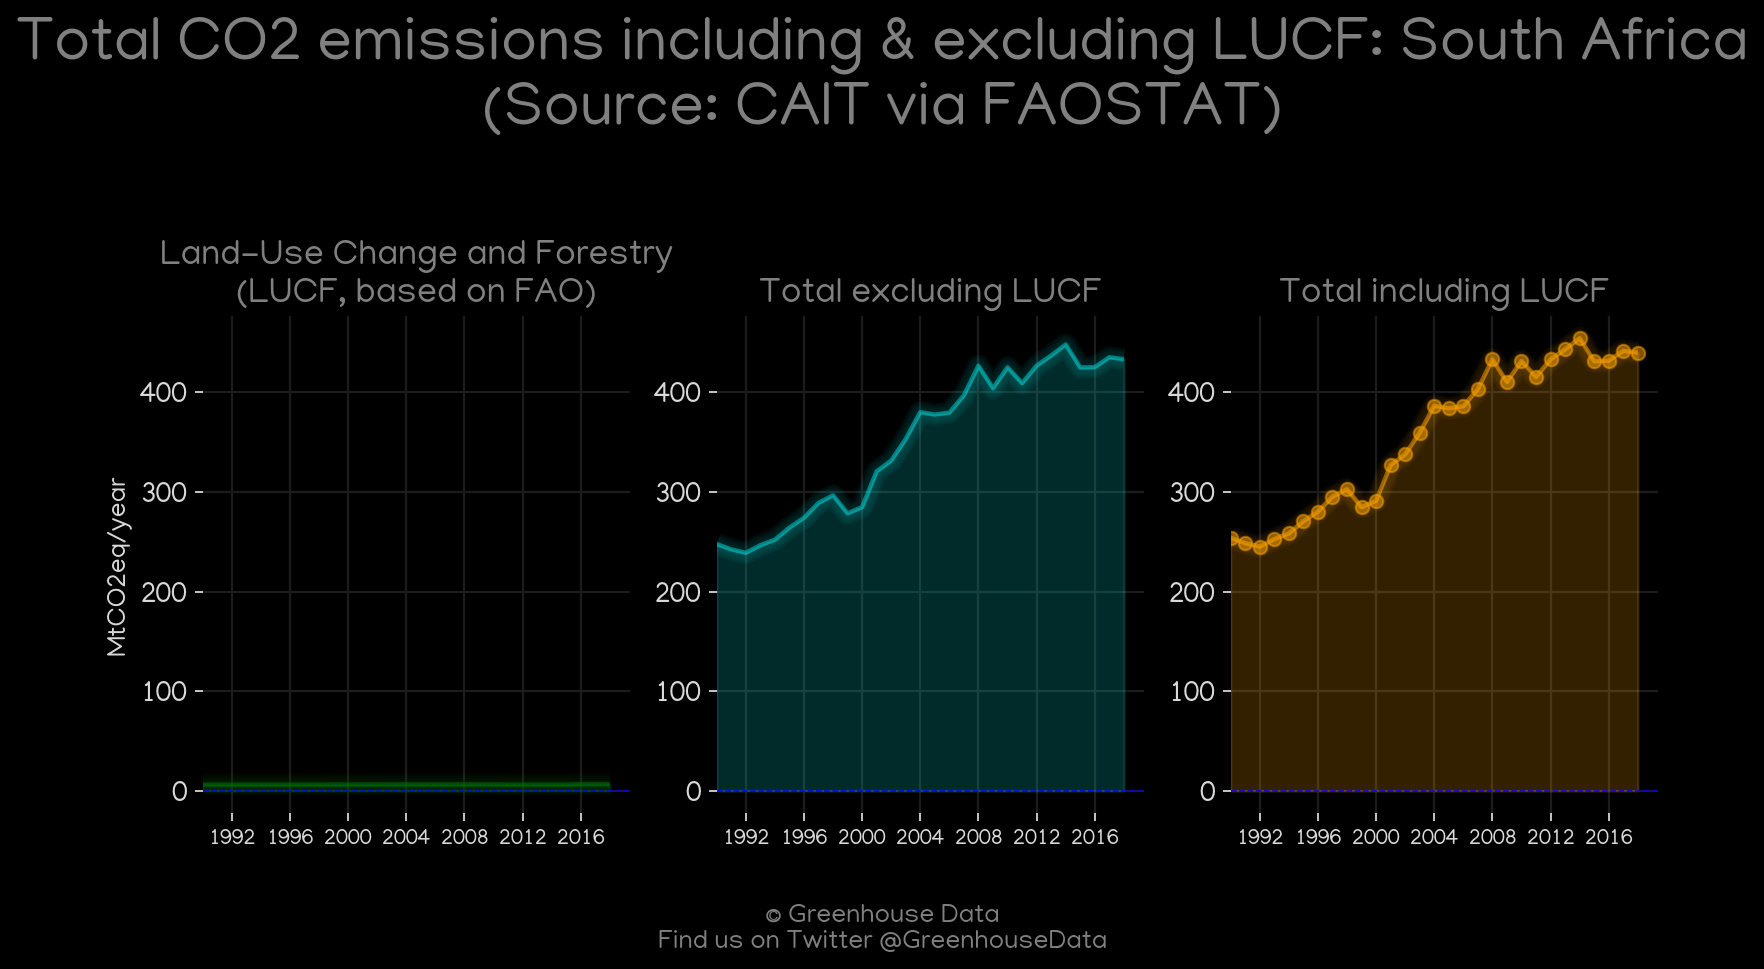 Total CO2 emissions including & excluding LUCF: South Africa
(Source: CAIT via FAOSTAT)
Land-Use Change and Forestry
(LUCF, based on FAO)
MtCO2eq/year
400
300
200
100
0
1992 1996 2000 2004 2008 2012 2016
Total excluding LUCF
400
300
200
100
0
1992 1996 2000 2004 2008 2012 2016
Total including LUCF
400
300
200
100
0
1992 1996 2000 2004 2008 2012 2016
© Greenhouse Data
Find us on Twitter @GreenhouseData